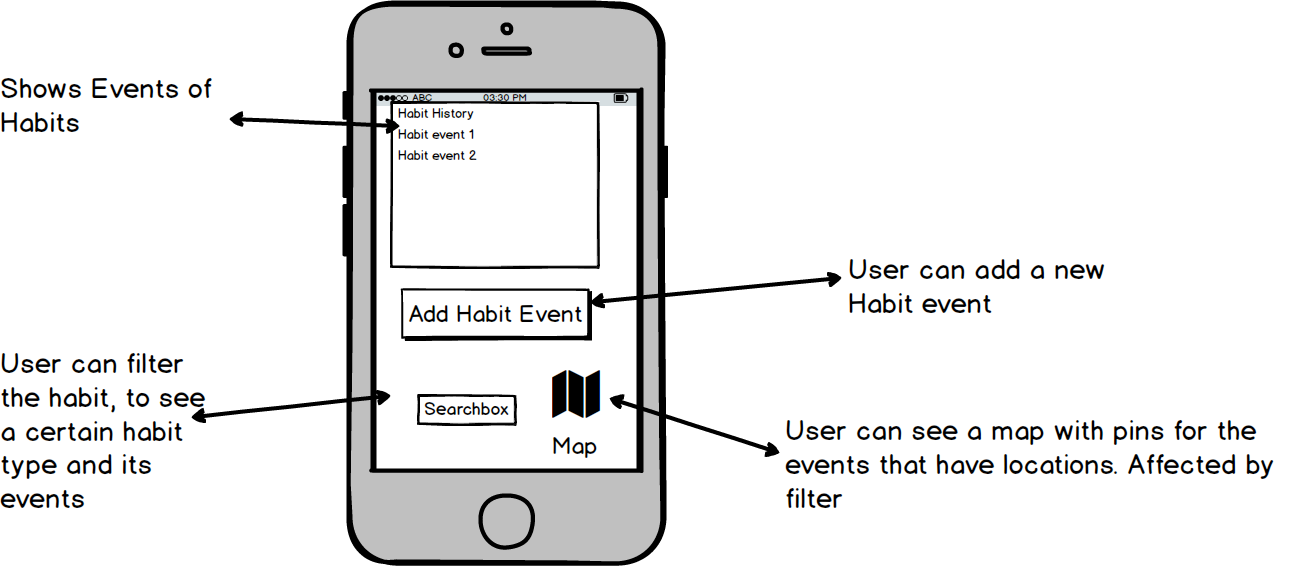 Shows Events of
Habits
ABC 03:30 PM
Habit History
Habit event 1
Habit event 2
User can add a new
Habit event
Add Habit Event
User can filter
the habit, to see
a certain habit
type and its
events
Searchbox
Map
User can see a map with pins for the
events that have locations. Affected by
filter